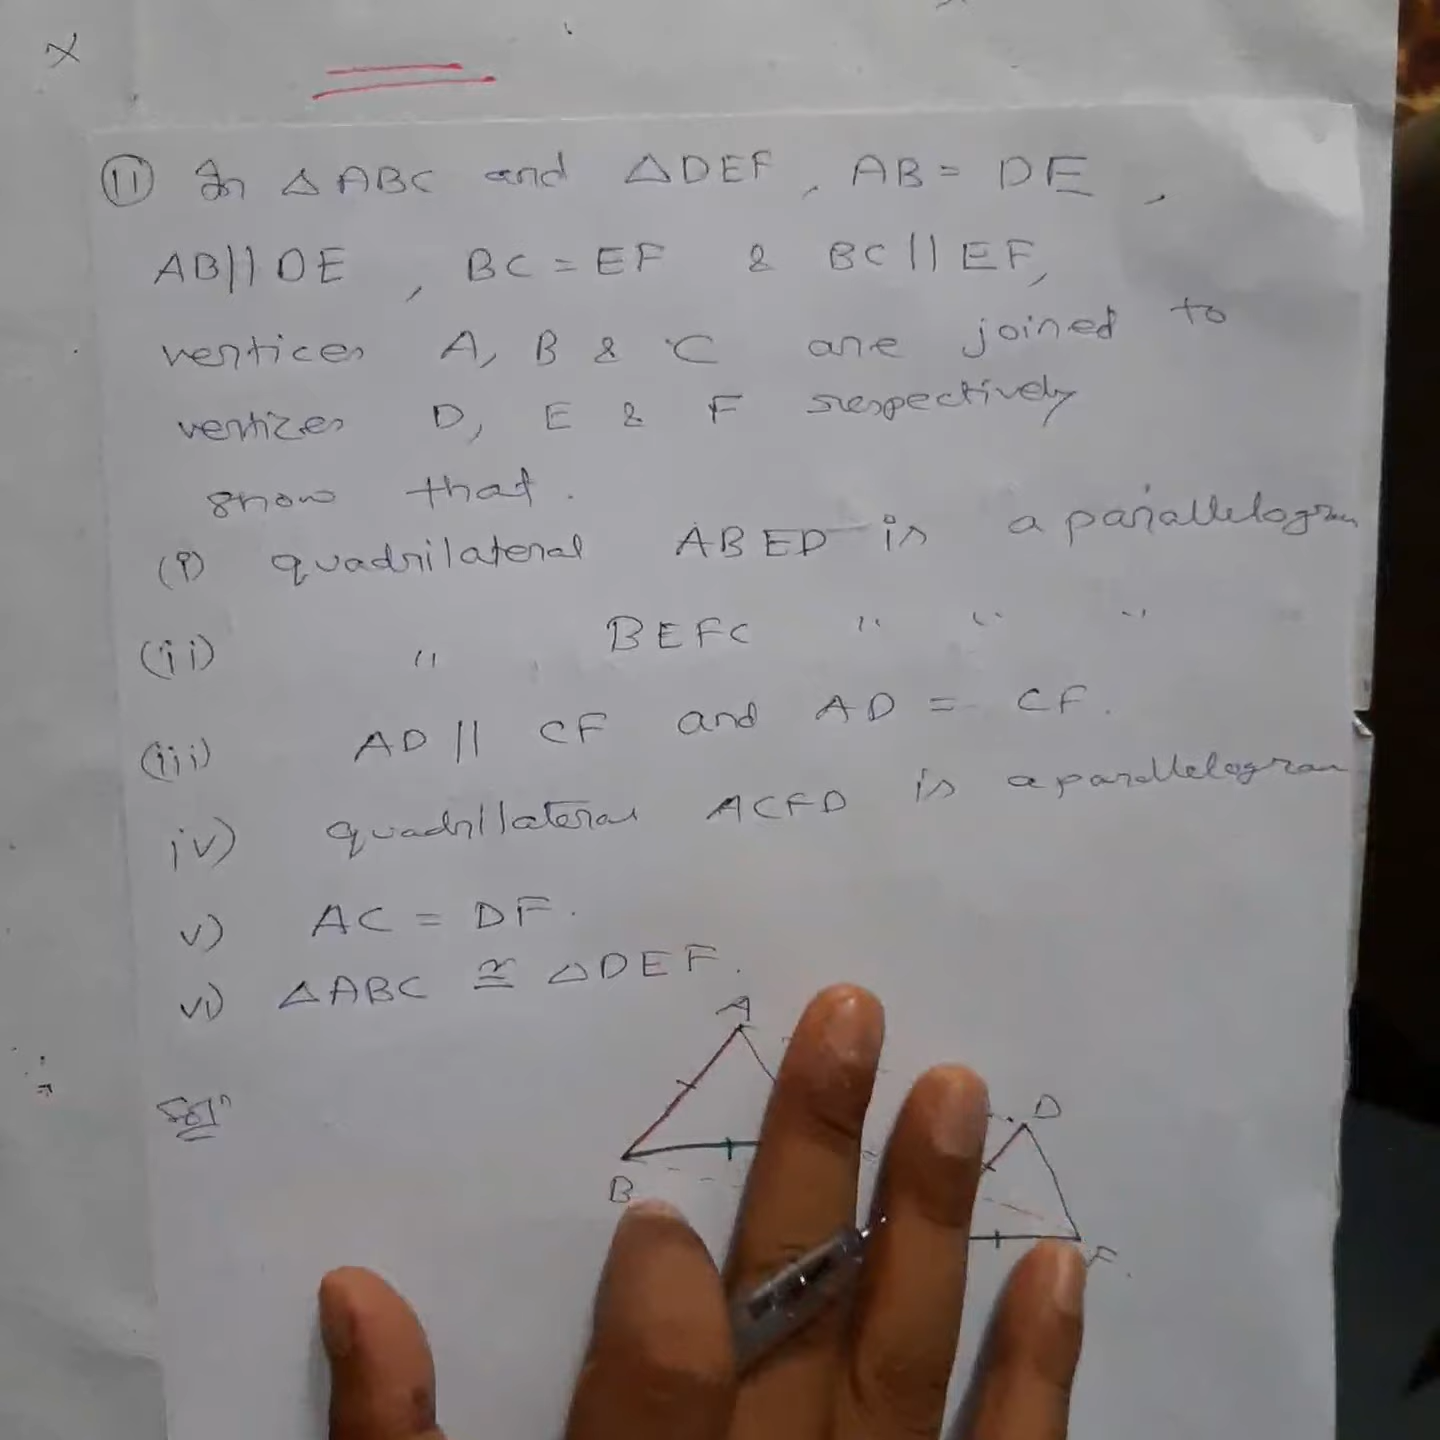 x
11 In △ABC and △DEF, AB = DE,
AB||DE, BC = EF & BC||EF,
vertices A, B & C are joined to
vertizes D, E & F respectively
show that.
(i) quadrilateral ABED is a parallelogram
(ii) " BEFC " " "
(iii) AD || CF and AD = CF.
iv) quadrilateral ACFD is a parallelogram
v) AC = DF.
vi) △ABC ≅ △DEF.
A
Sol"
D
B
F.